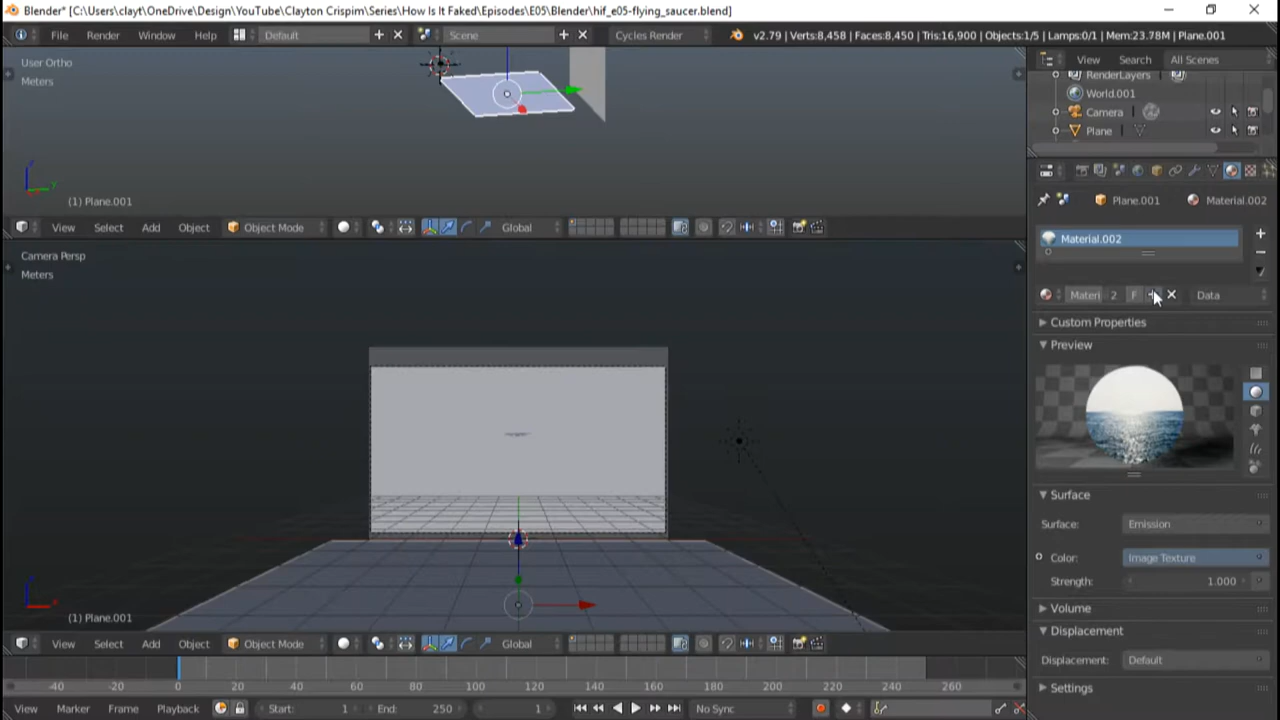 Blender* [C:\Users\clayt\OneDrive\Design\YouTube\Clayton Crispim\Series\How Is It Faked\Episodes\E05\Blender\hif_e05-flying_saucer.blend]
File Render Window Help Default Scene Cycles Render v2.79 | Verts:8,458 | Faces:8,450 | Tris:16,900 | Objects:1/5 | Lamps:0/1 | Mem:23.78M | Plane.001
View Search All Scenes
User Ortho
Meters
RenderLayers
World.001
Camera
Plane
(1) Plane.001
Plane.001 Material.002
View Select Add Object Object Mode Global
Material.002
Camera Persp
Meters
Materi 2 F Data
Custom Properties
Preview
Surface
Surface: Emission
Color: Image Texture
Strength: 1.000
Volume
Displacement
Displacement: Default
Settings
(1) Plane.001
View Select Add Object Object Mode Global
-40 -20 0 20 40 60 80 100 120 140 160 180 200 220 240 260
View Marker Frame Playback Start: 1 End: 250 1 No Sync